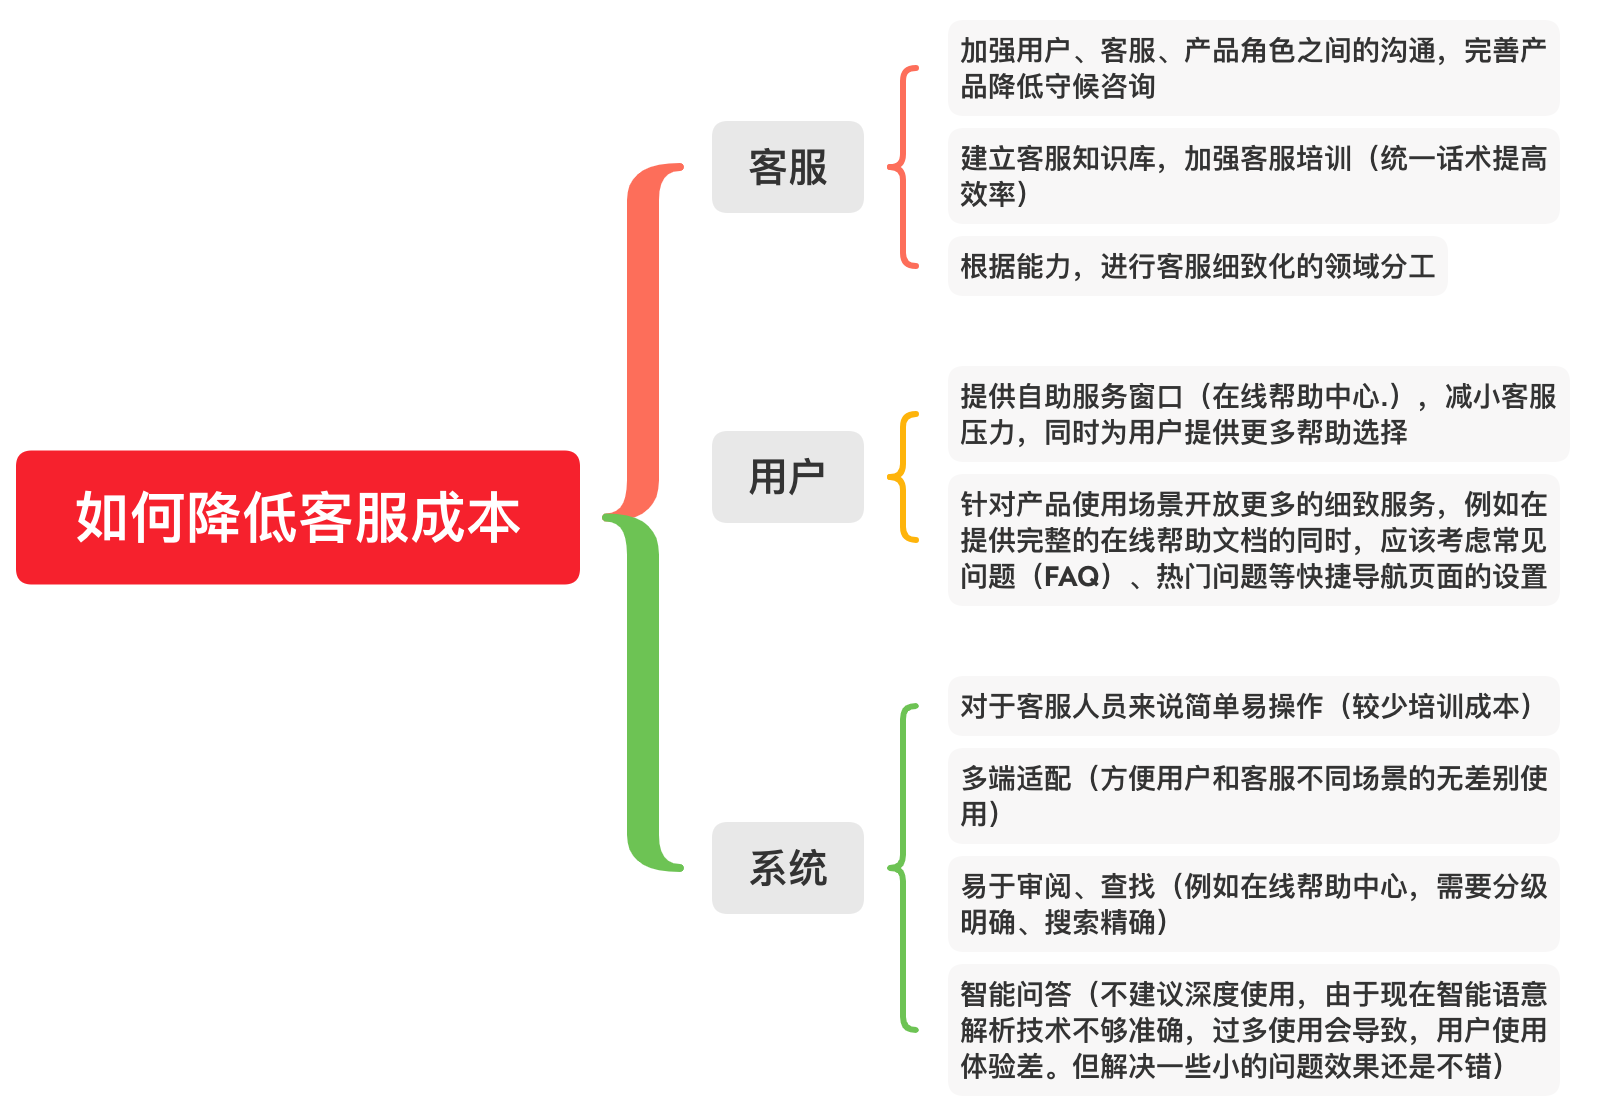 如何降低客服成本
客服
加强用户、客服、产品角色之间的沟通，完善产
品降低守候咨询
建立客服知识库，加强客服培训（统一话术提高
效率）
根据能力，进行客服细致化的领域分工
用户
提供自助服务窗口（在线帮助中心.），减小客服
压力，同时为用户提供更多帮助选择
针对产品使用场景开放更多的细致服务，例如在
提供完整的在线帮助文档的同时，应该考虑常见
问题（FAQ）、热门问题等快捷导航页面的设置
系统
对于客服人员来说简单易操作（较少培训成本）
多端适配（方便用户和客服不同场景的无差别使
用）
易于审阅、查找（例如在线帮助中心，需要分级
明确、搜索精确）
智能问答（不建议深度使用，由于现在智能语意
解析技术不够准确，过多使用会导致，用户使用
体验差。但解决一些小的问题效果还是不错）